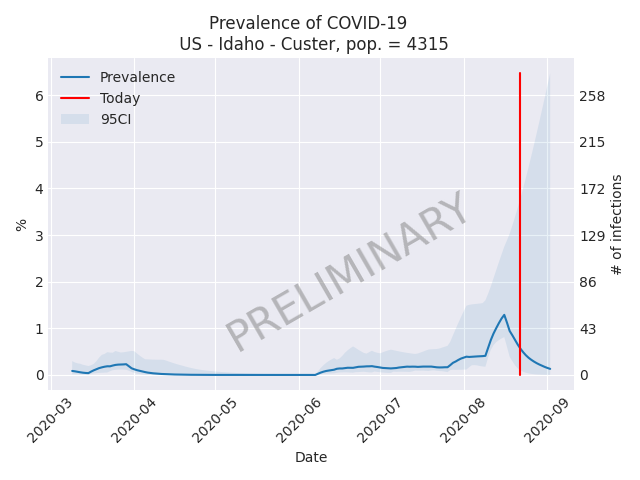 Prevalence of COVID-19
US - Idaho - Custer, pop. = 4315
Prevalence
Today
95CI
PRELIMINARY
%
6
5
4
3
2
1
0
258
215
172
129
86
43
0
# of infections
2020-03
2020-04
2020-05
2020-06
2020-07
2020-08
2020-09
Date